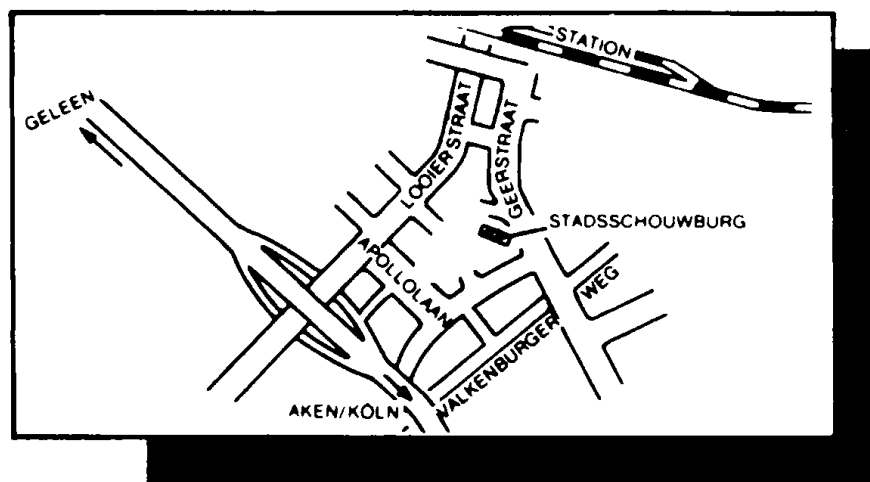 STATION
GELEEN
LOOIERSTRAAT
GEERSTRAAT
STADSSCHOUWBURG
APOLLOLAAN
WEG
VALKENBURGER
AKEN/KÖLN